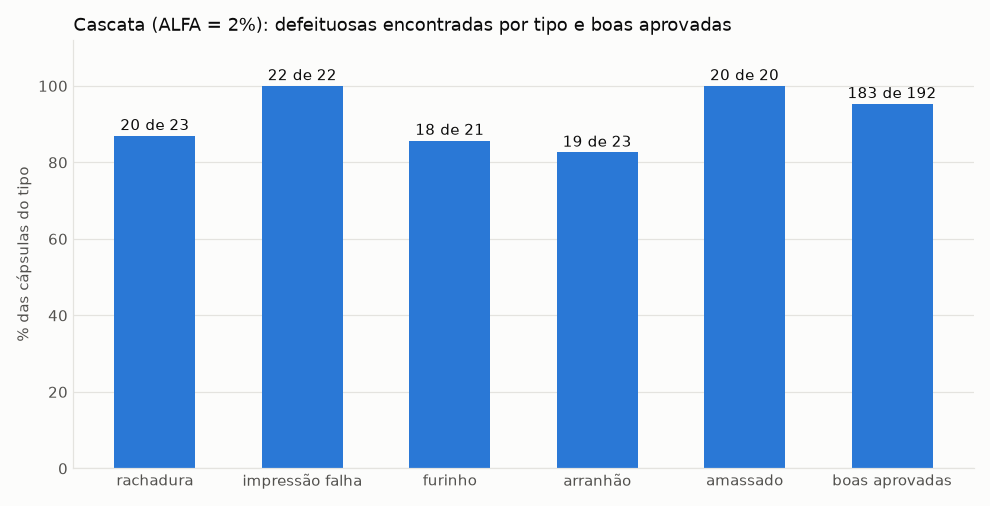 Cascata (ALFA = 2%): defeituosas encontradas por tipo e boas aprovadas
% das cápsulas do tipo
100
80
60
40
20
0
20 de 23
22 de 22
18 de 21
19 de 23
20 de 20
183 de 192
rachadura
impressão falha
furinho
arranhão
amassado
boas aprovadas